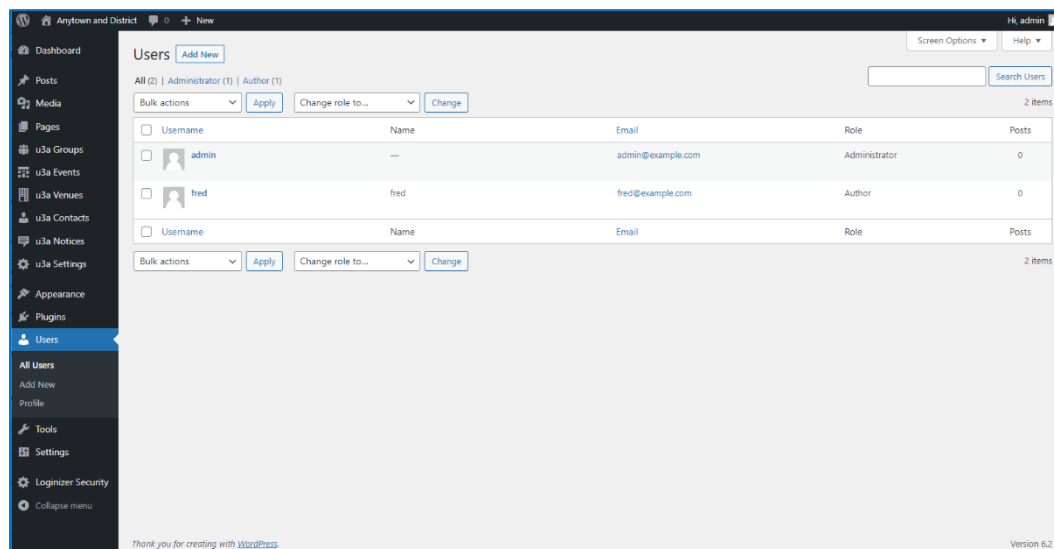 Anytown and District 0 New Hi, admin
Dashboard
Posts
Media
Pages
u3a Groups
u3a Events
u3a Venues
u3a Contacts
u3a Notices
u3a Settings
Appearance
Plugins
Users
All Users
Add New
Profile
Tools
Settings
Loginizer Security
Collapse menu
Screen Options Help
Users Add New
All (2) | Administrator (1) | Author (1)
Search Users
Bulk actions Apply Change role to... Change 2 items
Username Name Email Role Posts
admin — admin@example.com Administrator 0
fred fred fred@example.com Author 0
Username Name Email Role Posts
Bulk actions Apply Change role to... Change 2 items
Thank you for creating with WordPress. Version 6.2